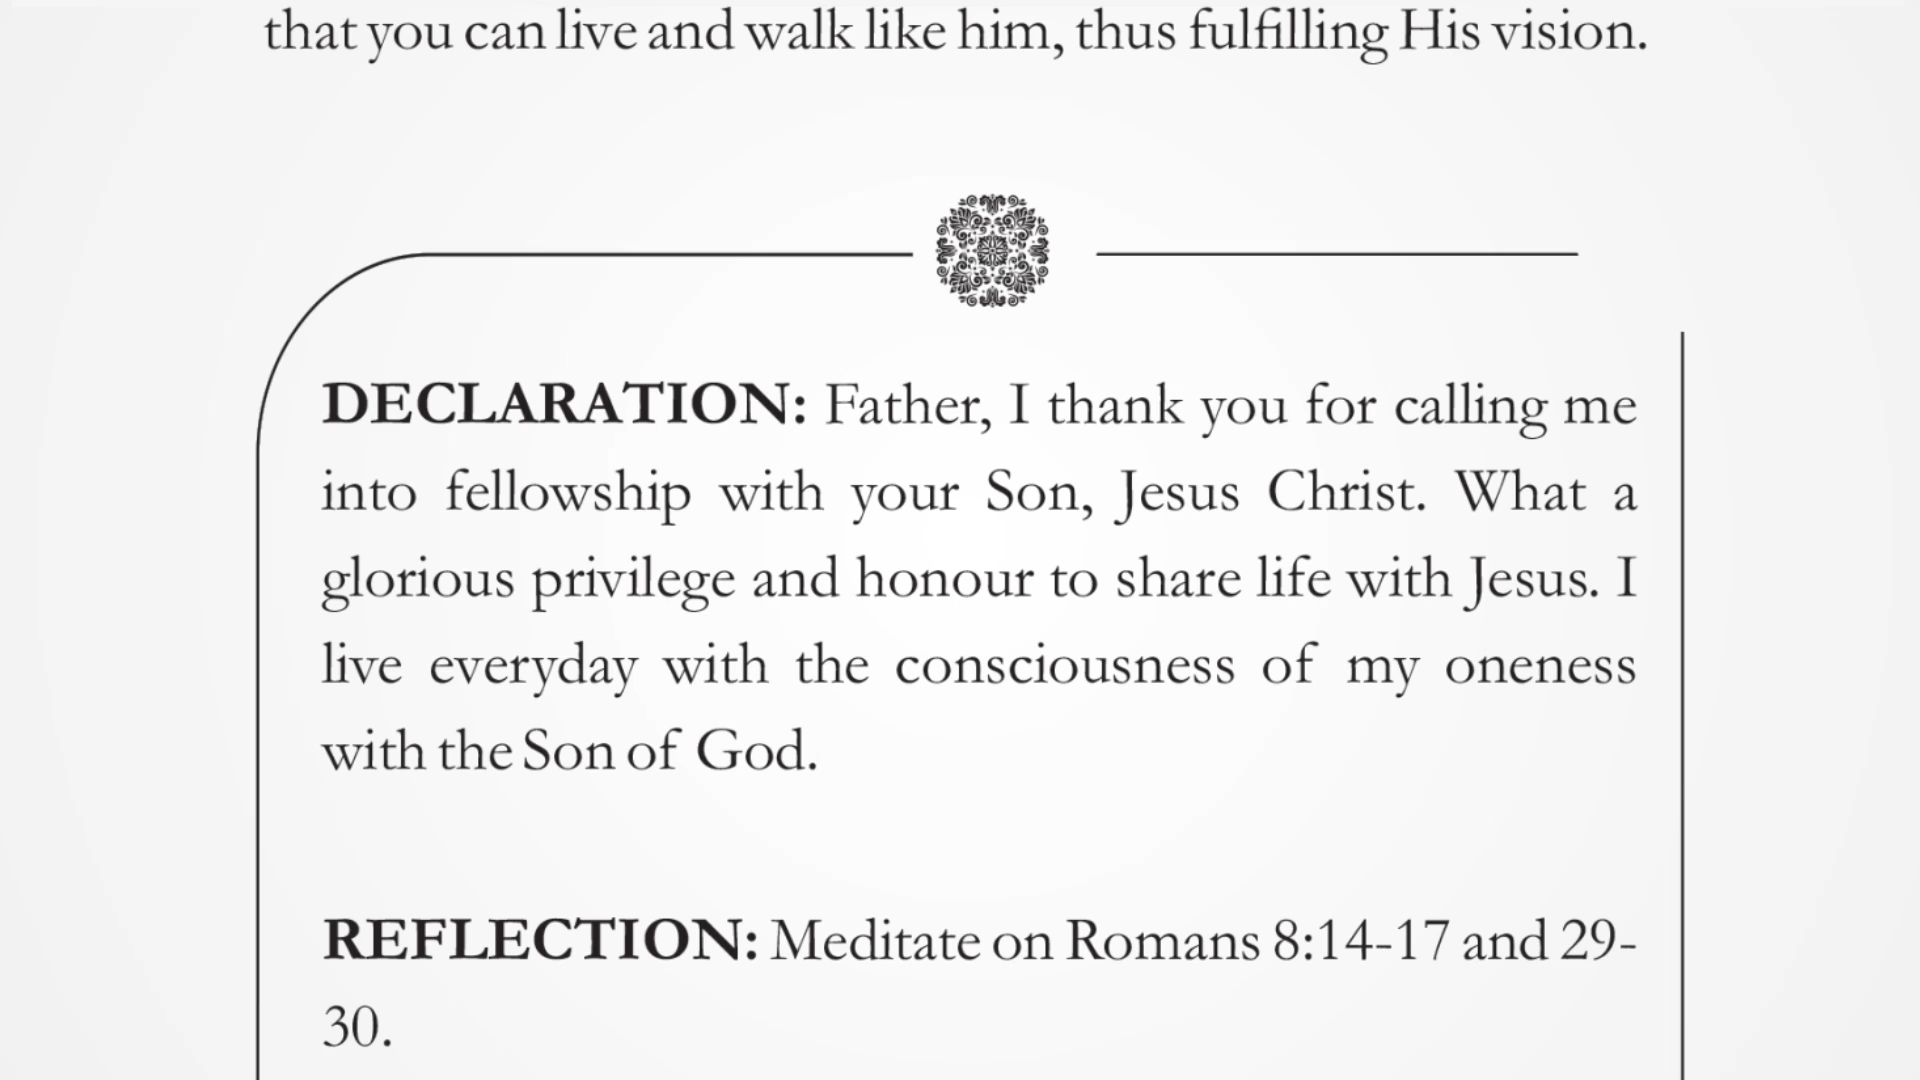 that you can live and walk like him, thus fulfilling His vision.
DECLARATION: Father, I thank you for calling me
into fellowship with your Son, Jesus Christ. What a
glorious privilege and honour to share life with Jesus. I
live everyday with the consciousness of my oneness
with the Son of God.
REFLECTION: Meditate on Romans 8:14-17 and 29-
30.